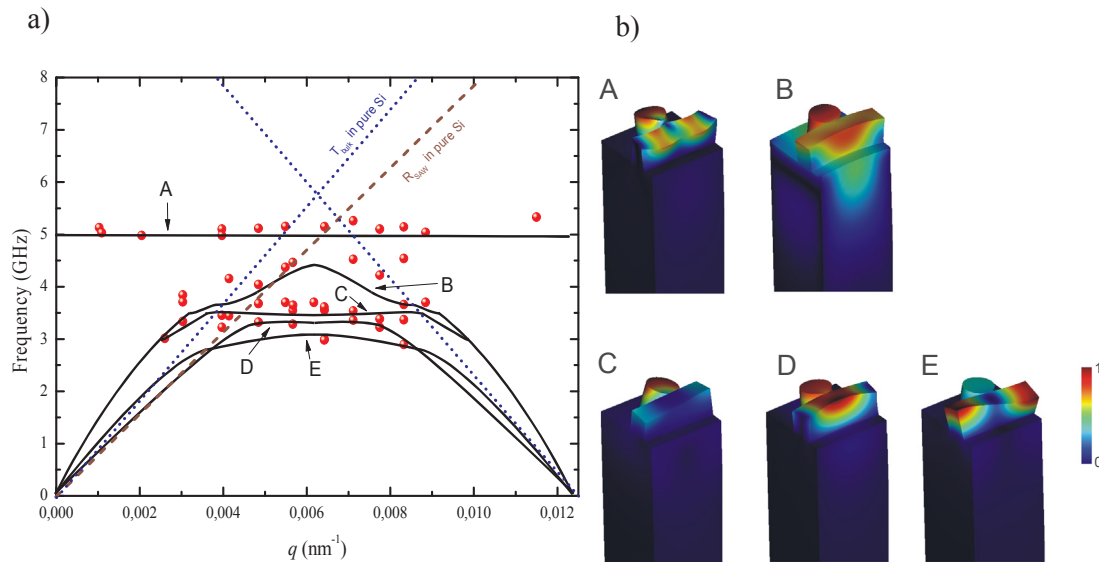 a)
b)
8
7
6
5
4
3
2
1
0
Frequency (GHz)
0,000 0,002 0,004 0,006 0,008 0,010 0,012
q (nm⁻¹)
T_bulk in pure Si
R_SAW in pure Si
A
B
C
D
E
A
B
C
D
E
1
0